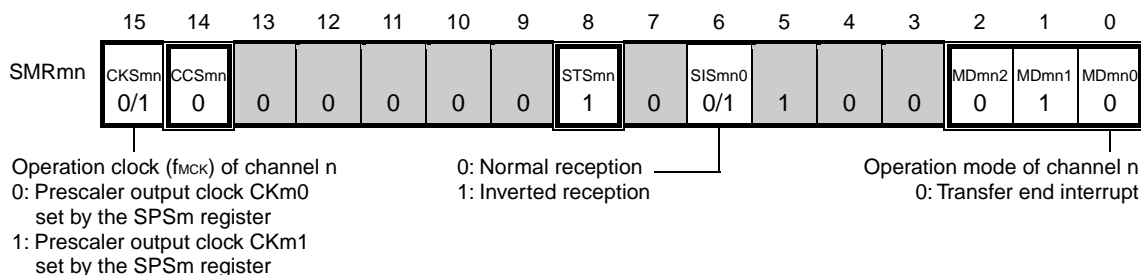 15 14 13 12 11 10 9 8 7 6 5 4 3 2 1 0
SMRmn CKSmn CCSmn STSmn SISmn0 MDmn2 MDmn1 MDmn0
0/1 0 0 0 0 0 0 1 0 0/1 1 0 0 0 1 0
Operation clock (fMCK) of channel n
0: Prescaler output clock CKm0
set by the SPSm register
1: Prescaler output clock CKm1
set by the SPSm register
0: Normal reception
1: Inverted reception
Operation mode of channel n
0: Transfer end interrupt